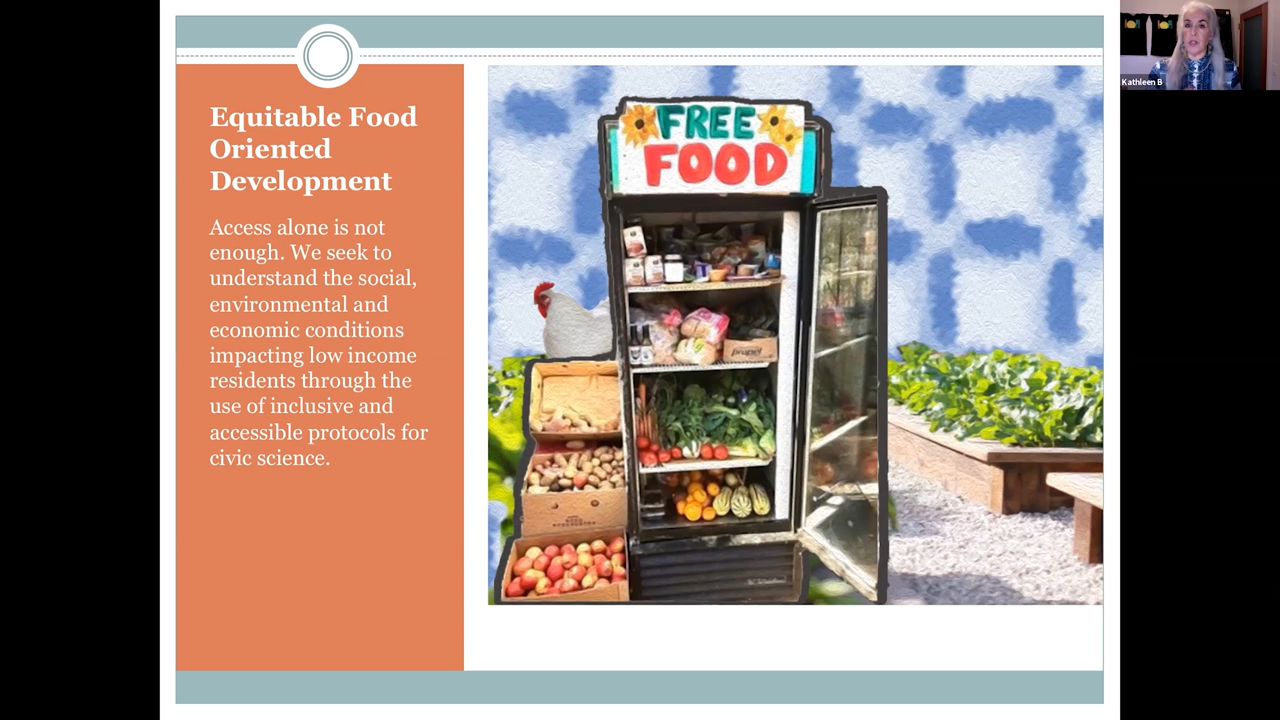 Equitable Food
Oriented
Development
Access alone is not
enough. We seek to
understand the social,
environmental and
economic conditions
impacting low income
residents through the
use of inclusive and
accessible protocols for
civic science.
FREE
FOOD
propel
Kathleen B